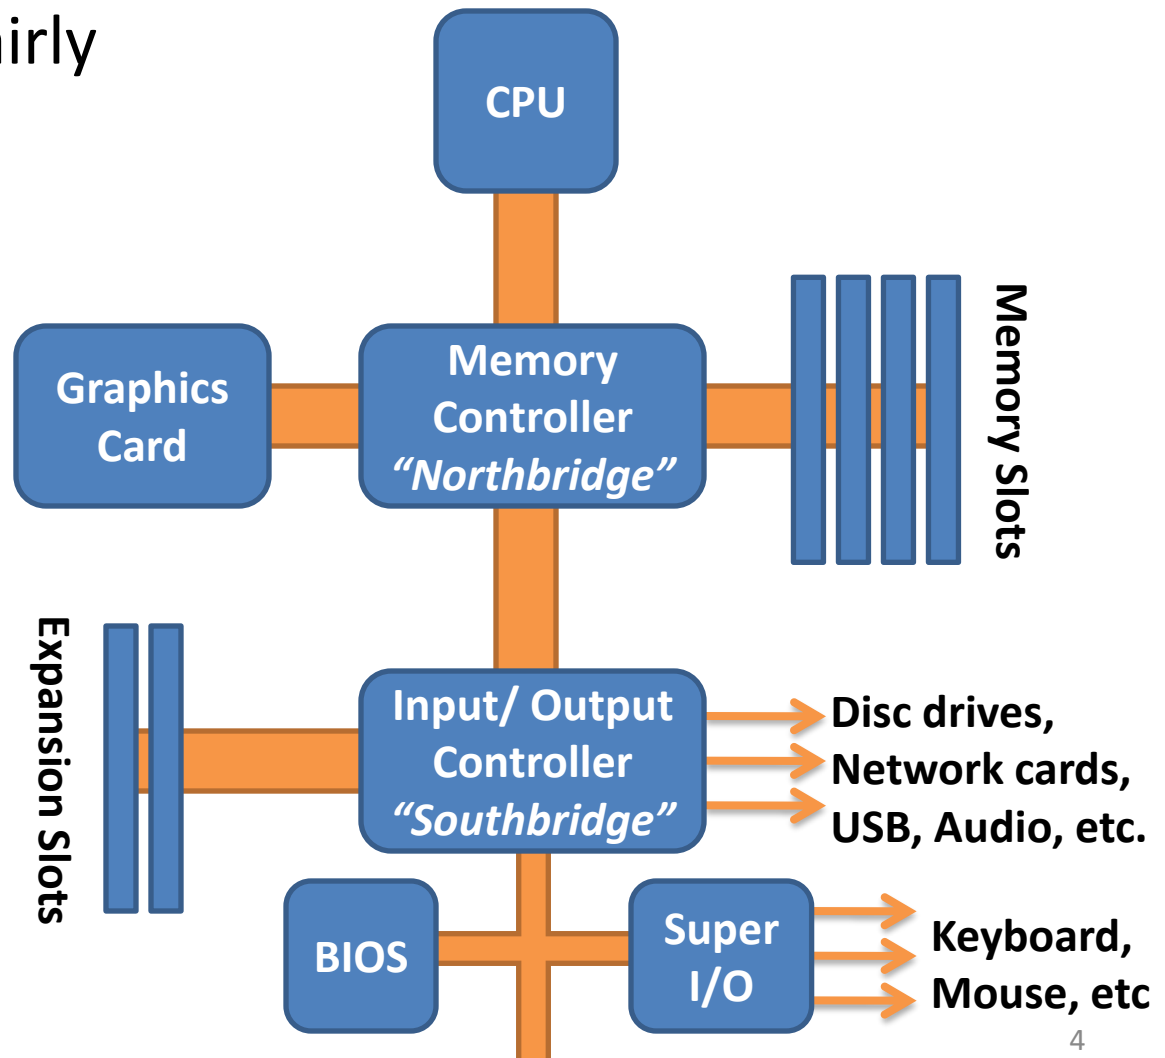 airly
CPU
Graphics
Card
Memory
Controller
“Northbridge”
Memory Slots
Expansion Slots
Input/ Output
Controller
“Southbridge”
Disc drives,
Network cards,
USB, Audio, etc.
BIOS
Super
I/O
Keyboard,
Mouse, etc
4